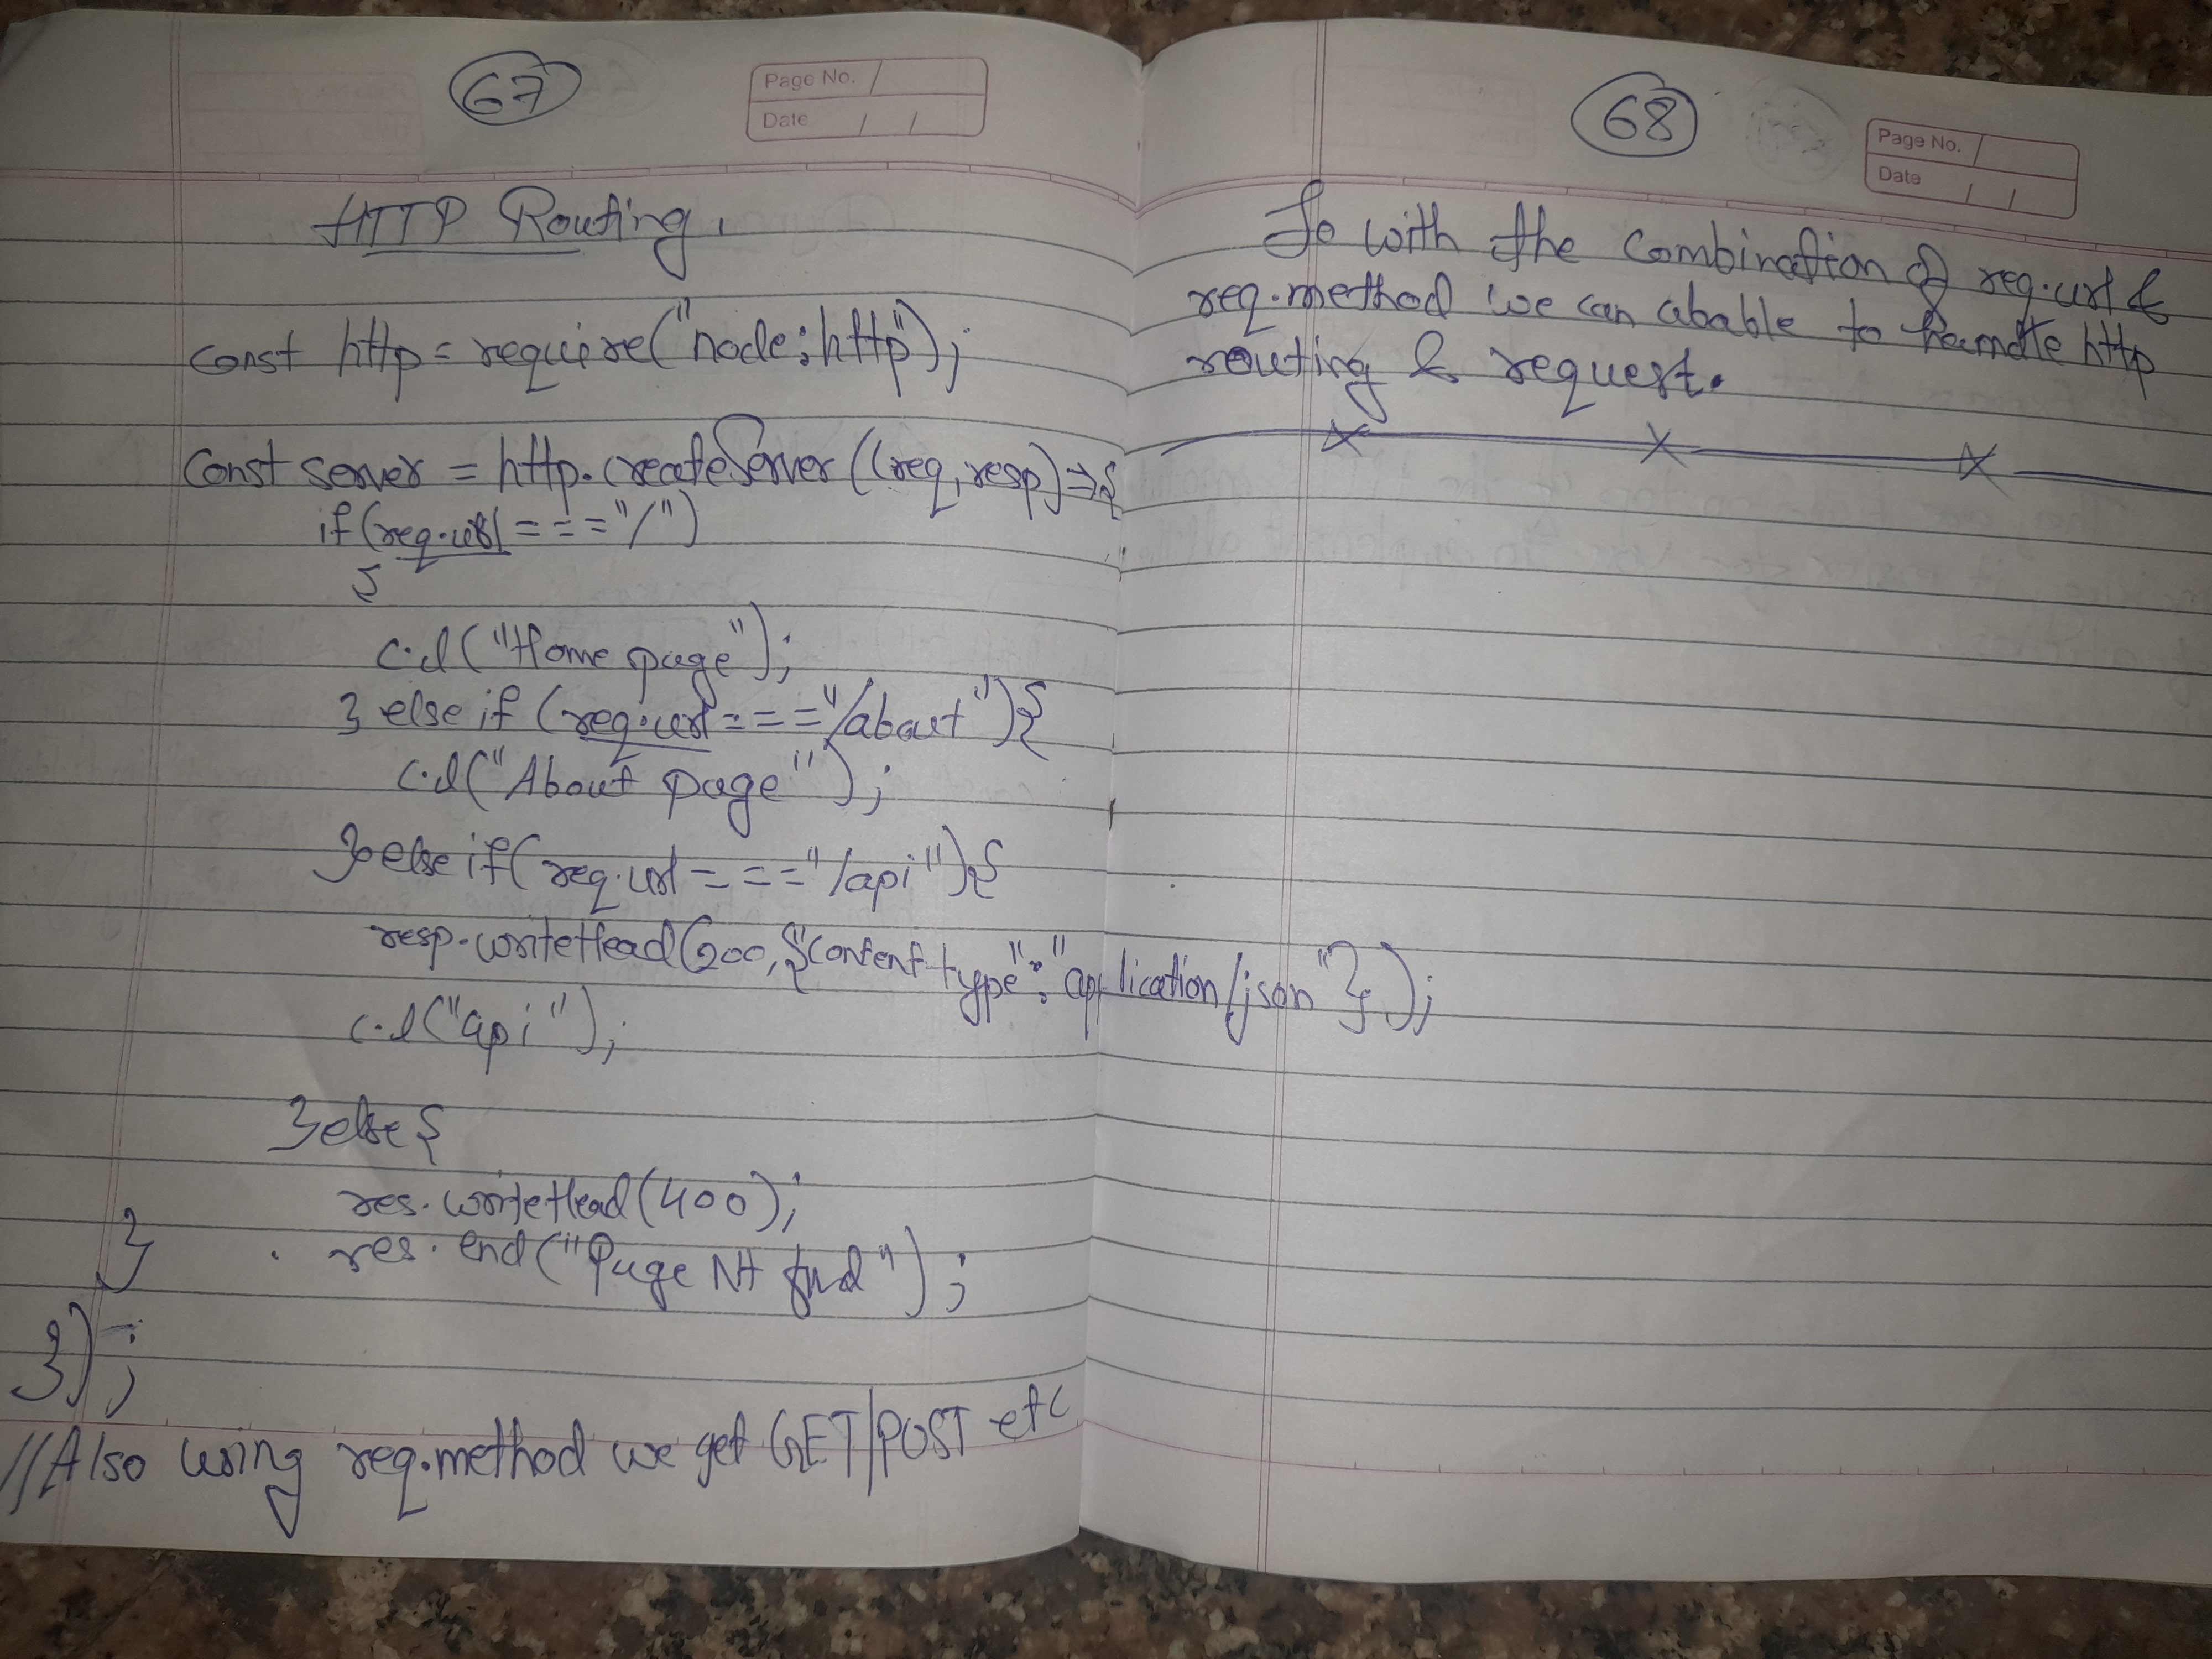 67
Page No.
Date / /
HTTP Routing.
const http = require("node:http");
Const server = http.createServer((req,resp)=>{
if(req.url==="/")
{
c.l("Home page");
} else if (req.url==="/about"){
c.l("About page");
}else if(req.url==="/api"){
resp.writeHead(200,{"content-type":"application/json"});
c.l("api");
}else{
res.writeHead(400);
res.end("Page Nt fnd");
}
});
//Also using req.method we get GET/POST etc
68
Page No.
Date / /
So with the combination of req.url &
req.method we can abable to handle http
routing & request.